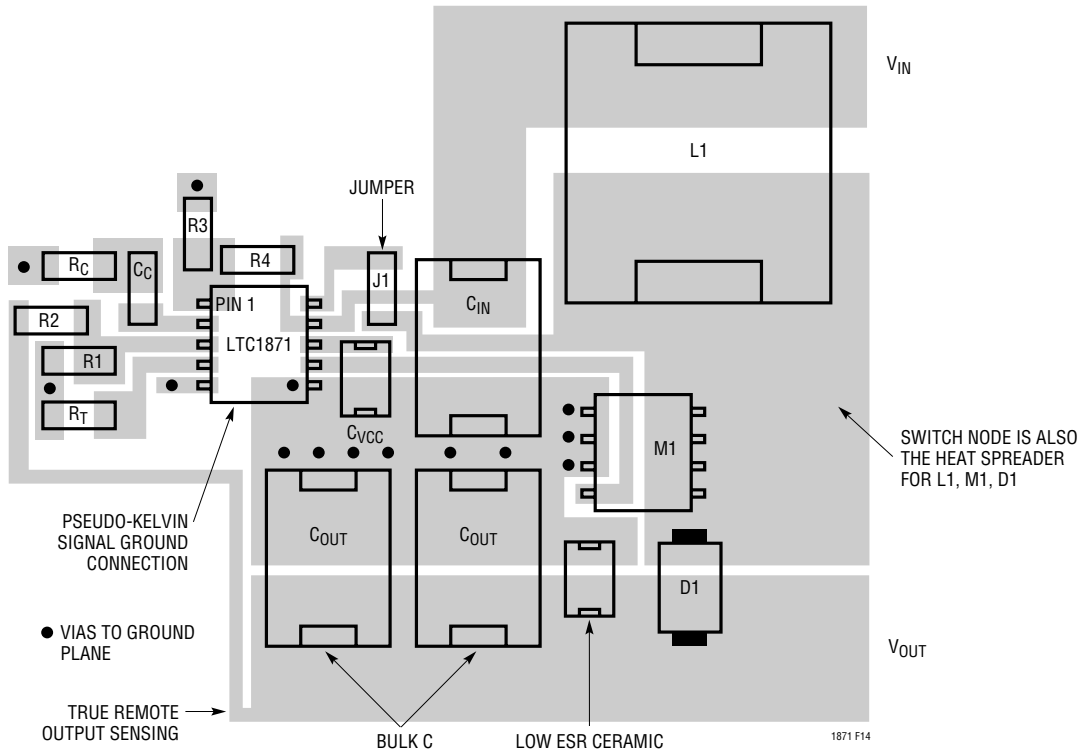 VIN
L1
JUMPER
R3
RC
CC
R4
J1
CIN
PIN 1
R2
LTC1871
R1
RT
CVCC
M1
SWITCH NODE IS ALSO
THE HEAT SPREADER
FOR L1, M1, D1
PSEUDO-KELVIN
SIGNAL GROUND
CONNECTION
COUT
COUT
D1
VIAS TO GROUND
PLANE
VOUT
TRUE REMOTE
OUTPUT SENSING
BULK C
LOW ESR CERAMIC
1871 F14